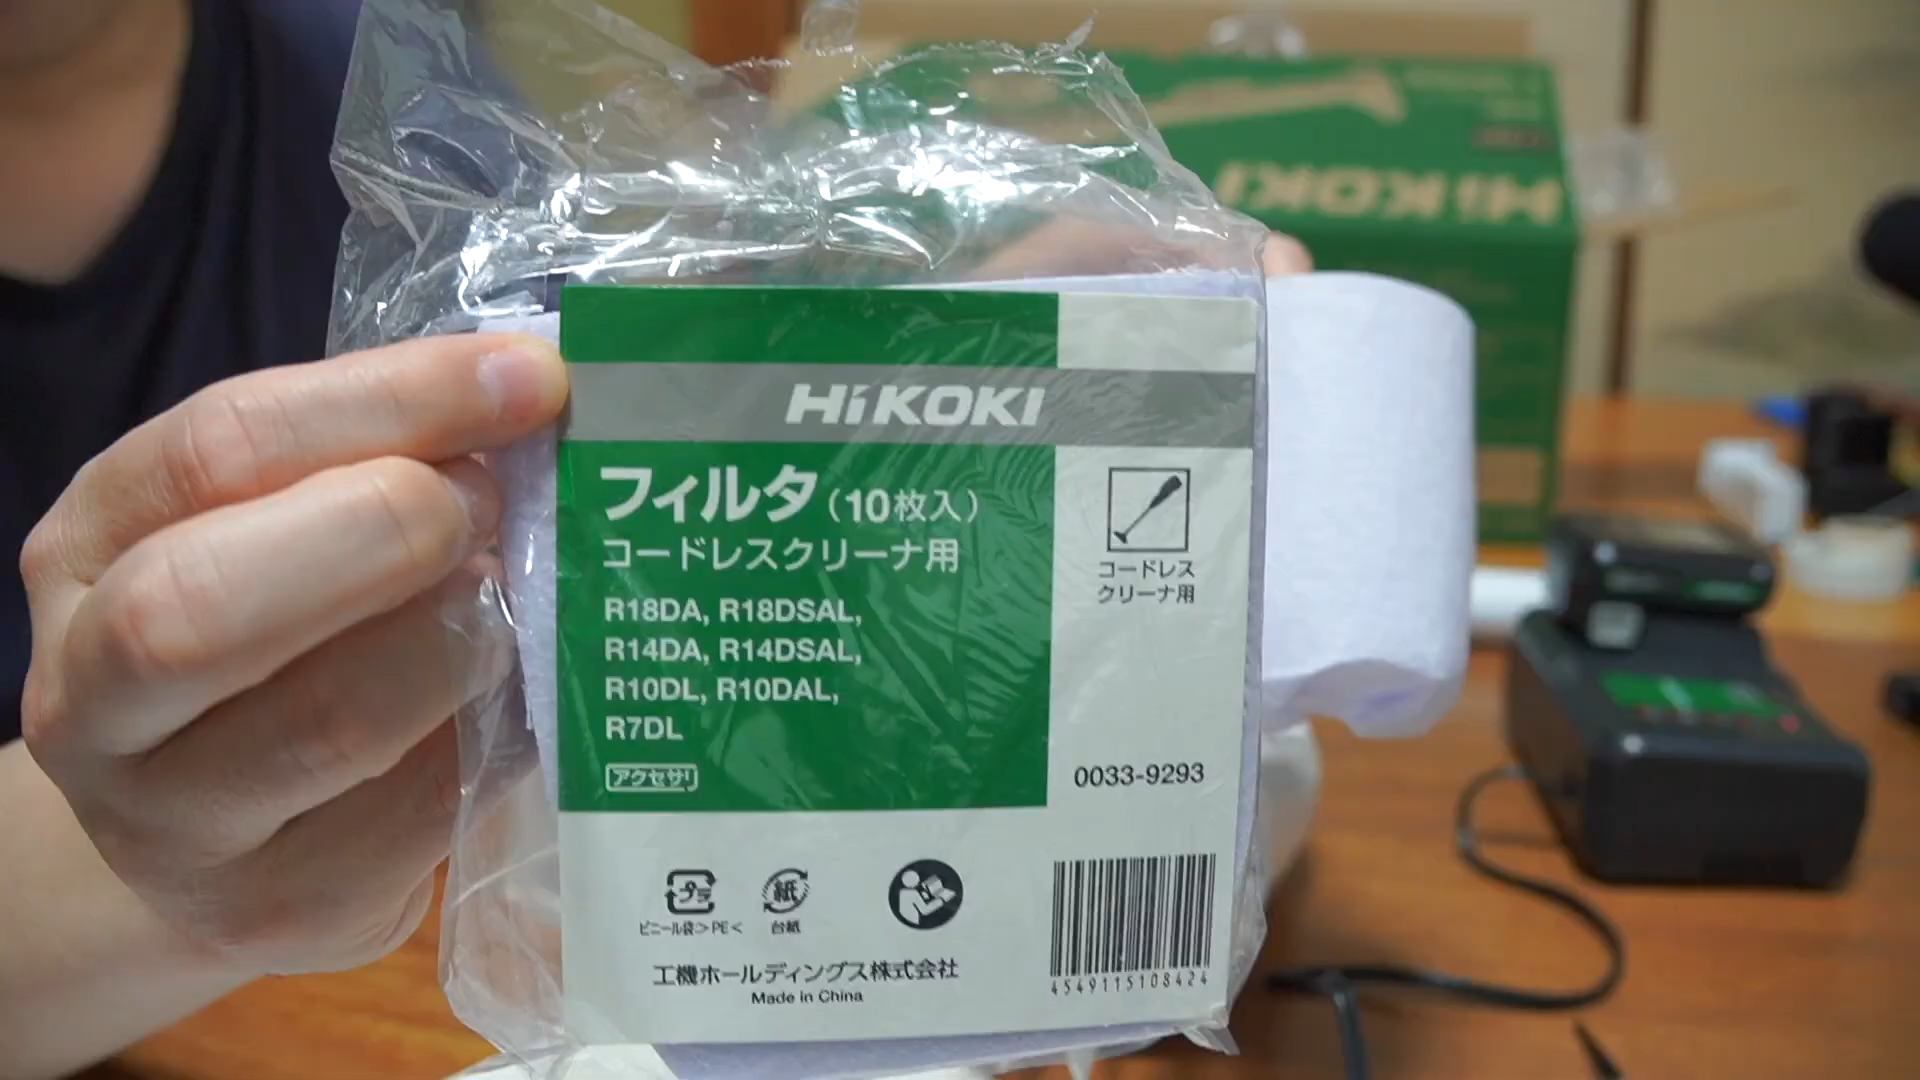 HiKOKI
HiKOKI
フィルタ(10枚入)
コードレスクリーナ用
R18DA, R18DSAL,
R14DA, R14DSAL,
R10DL, R10DAL,
R7DL
アクセサリ
コードレス
クリーナ用
0033-9293
プラ
ビニール袋>PE<
紙
台紙
工機ホールディングス株式会社
Made in China
4549115108424